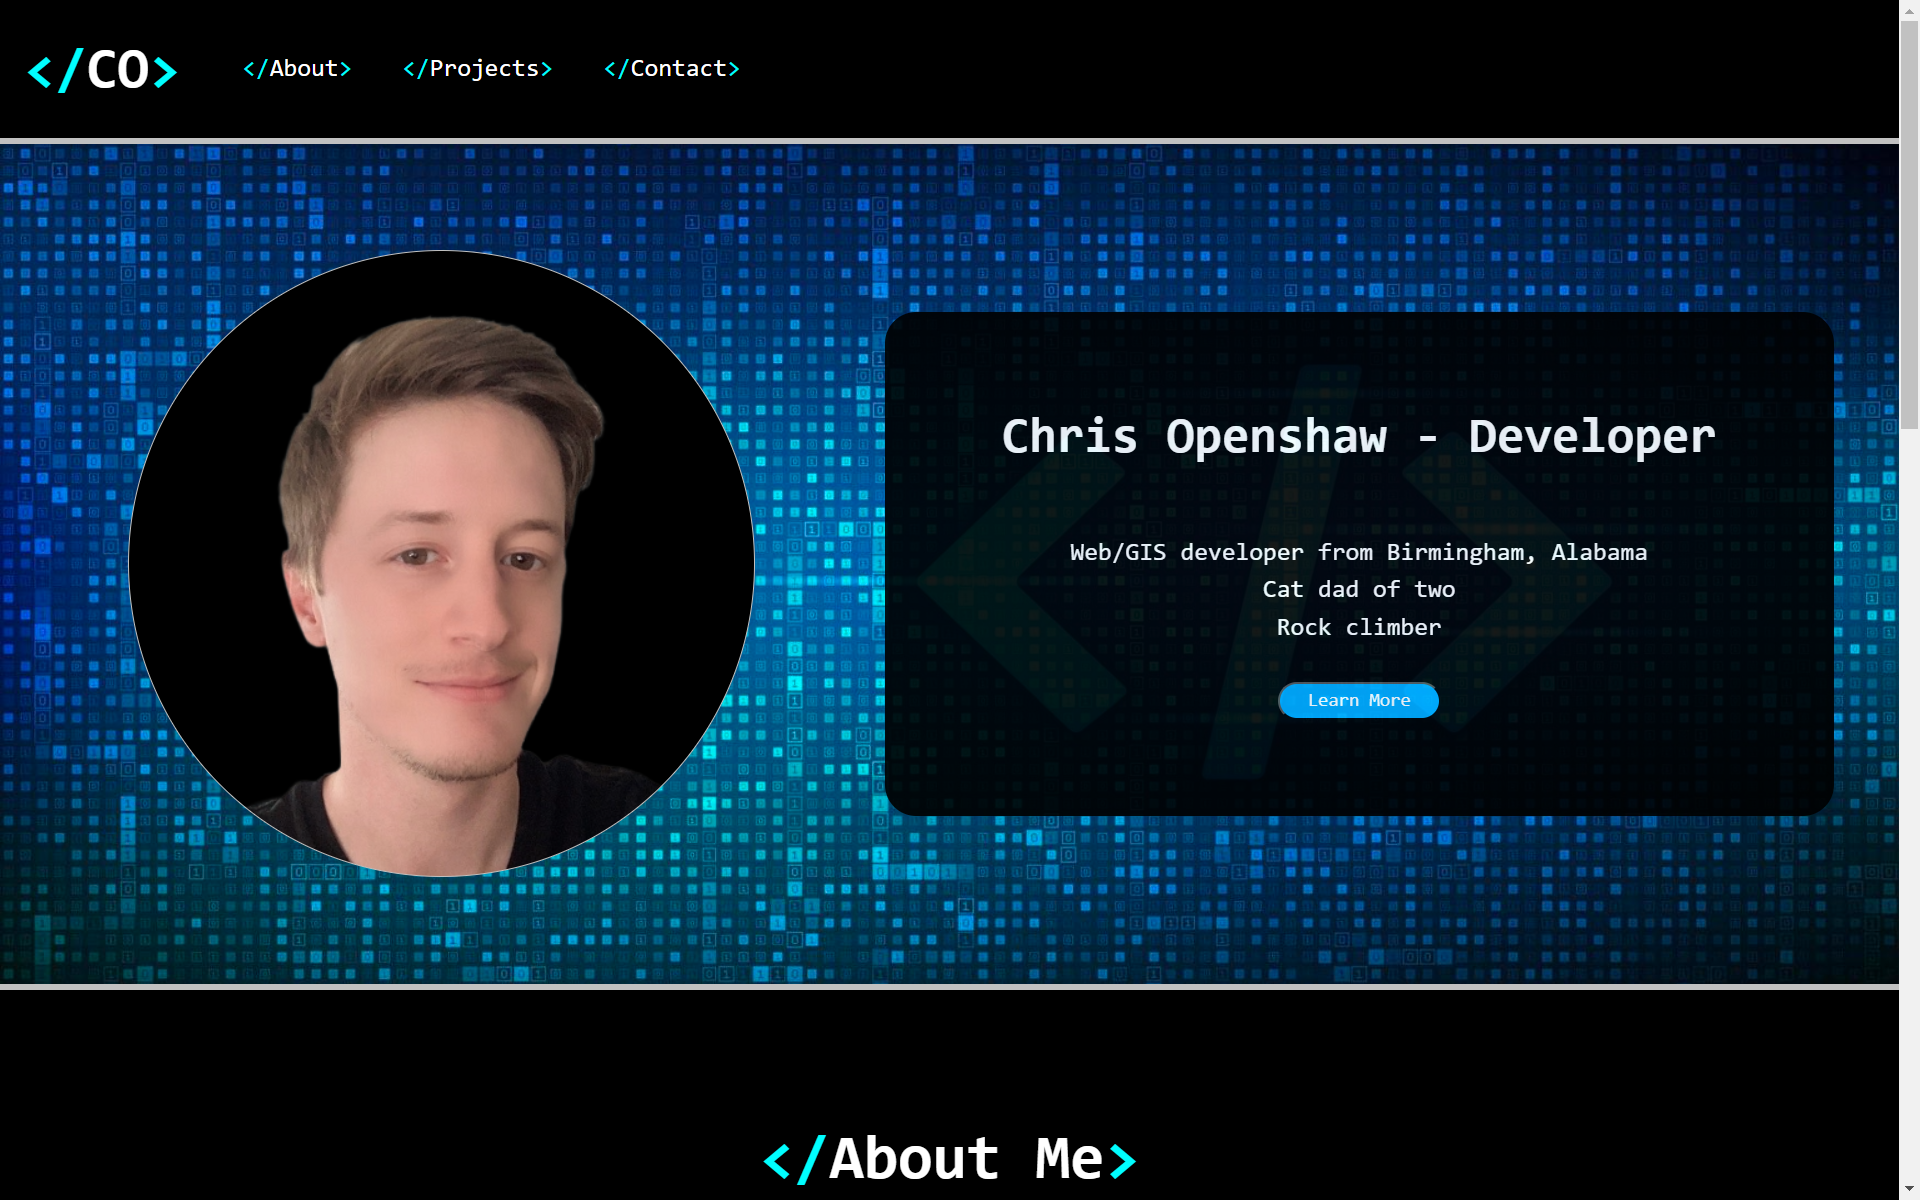 </CO>
</About> </Projects> </Contact>
Chris Openshaw - Developer
Web/GIS developer from Birmingham, Alabama
Cat dad of two
Rock climber
Learn More
</About Me>